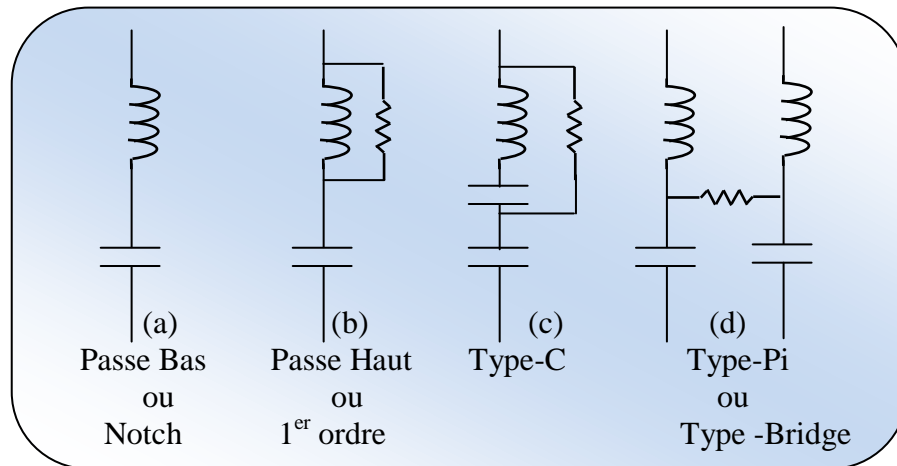 (a) (b) (c) (d)
Passe Bas Passe Haut Type-C Type-Pi
ou ou ou
Notch 1er ordre Type -Bridge